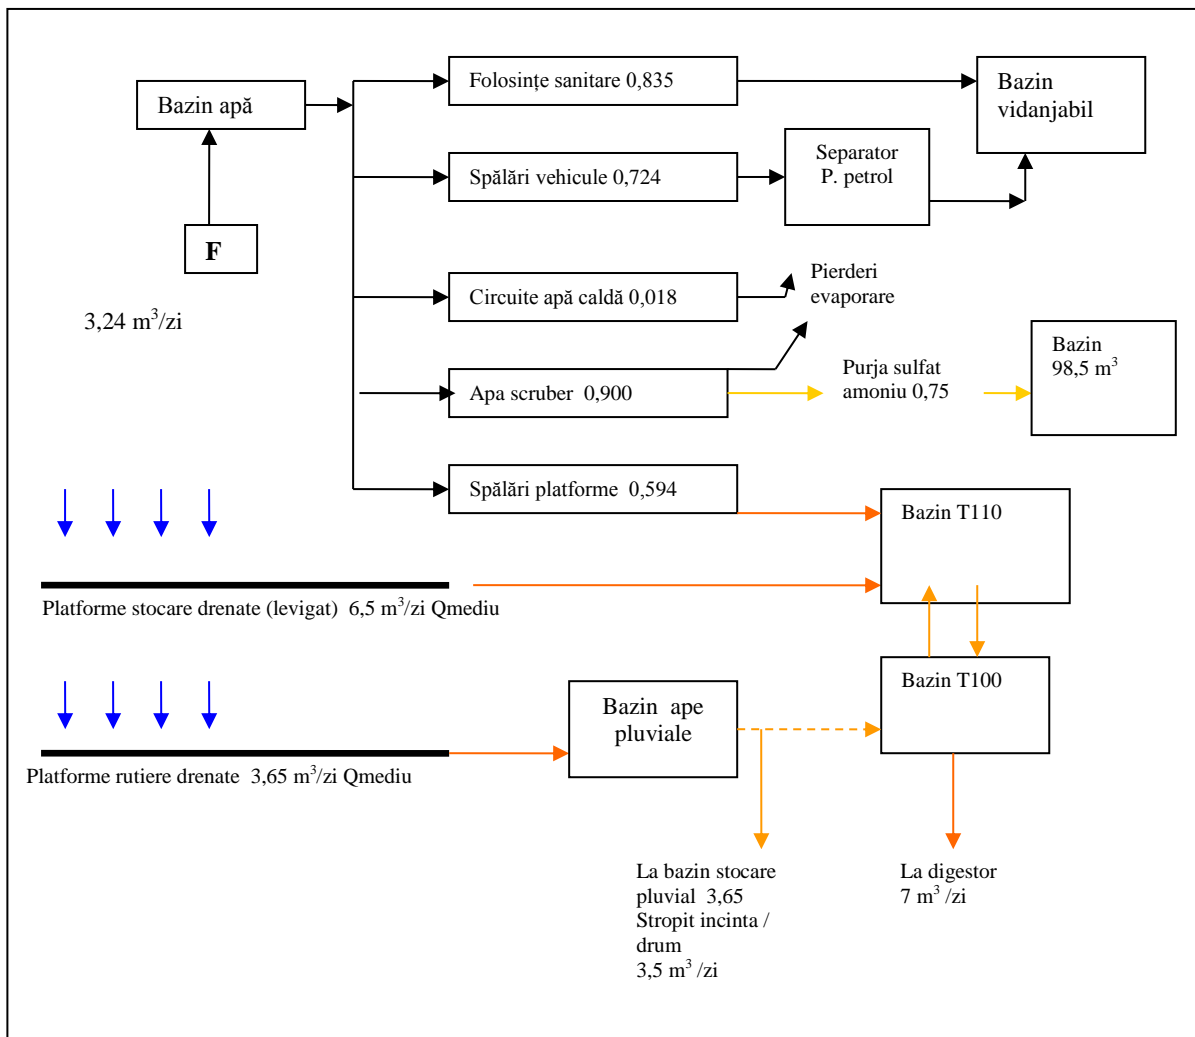 Folosințe sanitare 0,835
Bazin
vidanjabil
Bazin apă
Separator
P. petrol
Spălări vehicule 0,724
F
Pierderi
evaporare
Circuite apă caldă 0,018
3,24 m³/zi
Bazin
98,5 m³
Purja sulfat
amoniu 0,75
Apa scruber 0,900
Spălări platforme 0,594
Bazin T110
Platforme stocare drenate (levigat) 6,5 m³/zi Qmediu
Bazin T100
Bazin ape
pluviale
Platforme rutiere drenate 3,65 m³/zi Qmediu
La bazin stocare
pluvial 3,65
Stropit incinta /
drum
3,5 m³ /zi
La digestor
7 m³ /zi